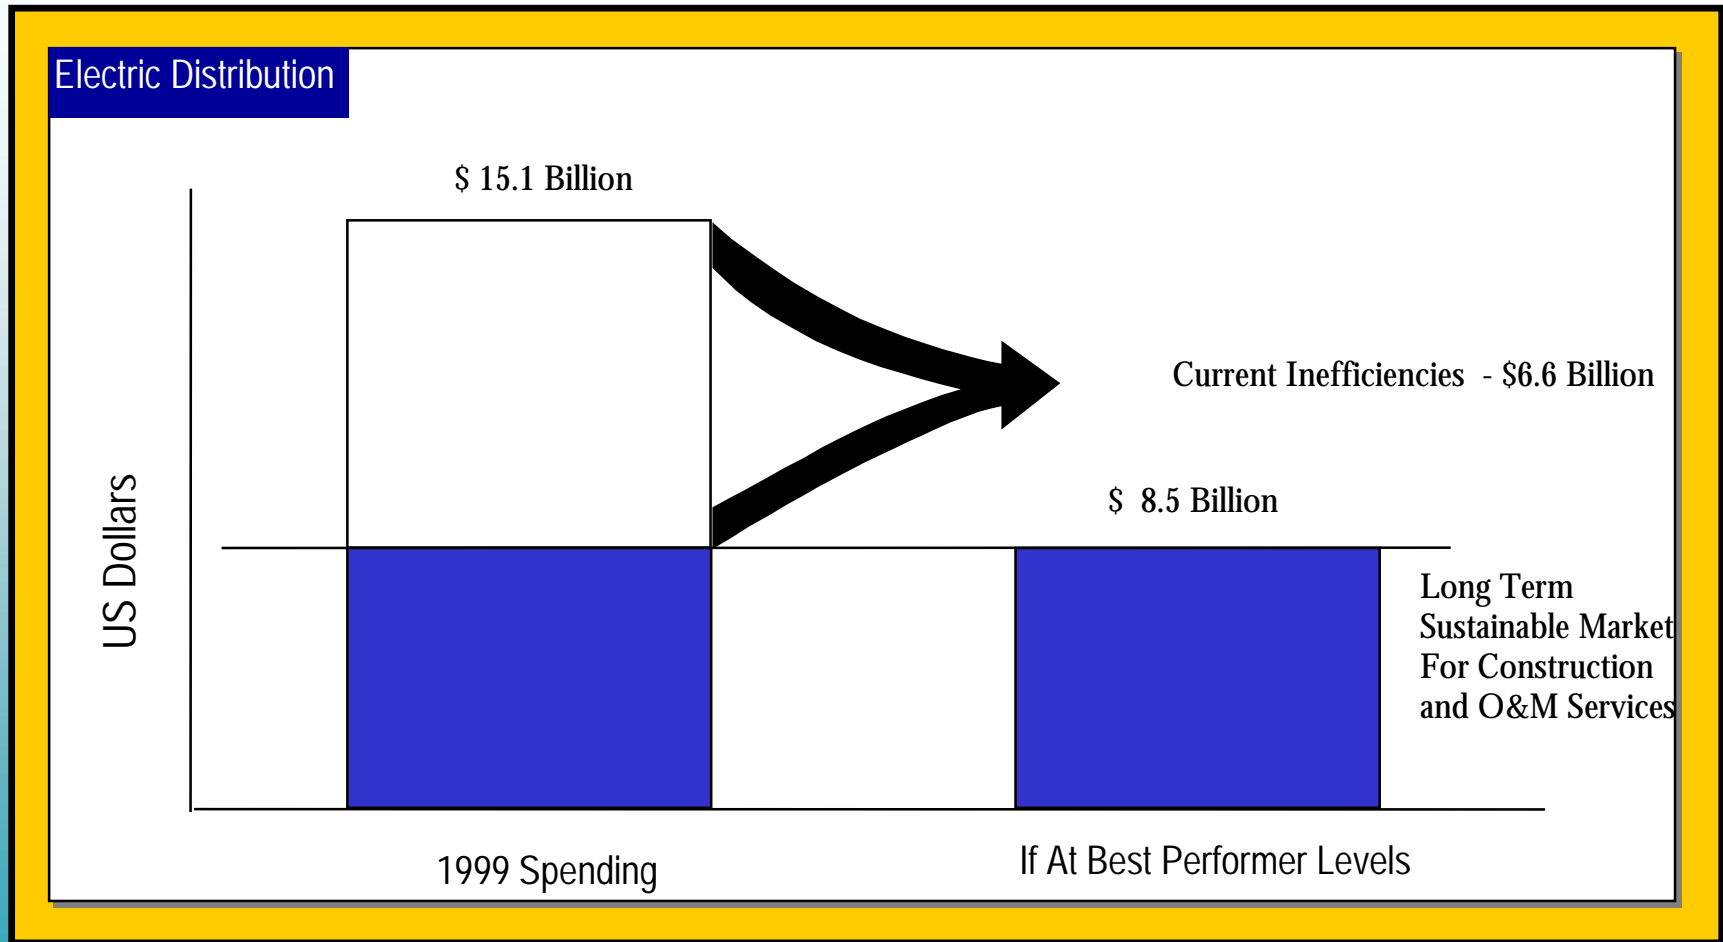 Electric Distribution
$ 15.1 Billion
Current Inefficiencies - $6.6 Billion
$ 8.5 Billion
US Dollars
Long Term
Sustainable Market
For Construction
and O&M Services
1999 Spending
If At Best Performer Levels